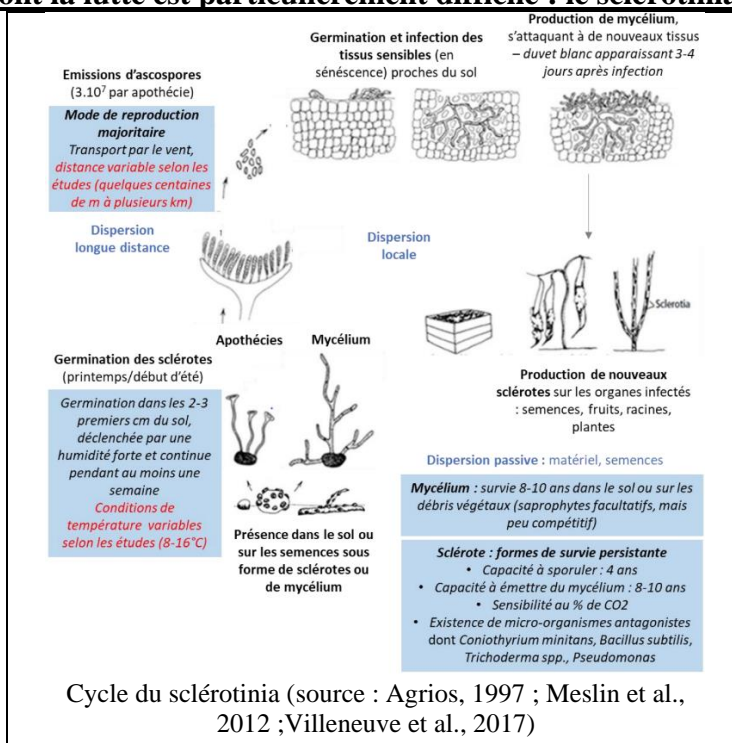 ont la lutte est particulièrement difficile : le sclérotinia
Emissions d'ascospores
(3.10⁷ par apothécie)
Mode de reproduction
majoritaire
Transport par le vent,
distance variable selon les
études (quelques centaines
de m à plusieurs km)
Germination et infection des
tissus sensibles (en
sénéscence) proches du sol
Production de mycélium,
s'attaquant à de nouveaux tissus
– duvet blanc apparaissant 3-4
jours après infection
Dispersion
longue distance
Dispersion
locale
Sclerotia
Apothécies
Mycélium
Germination des sclérotes
(printemps/début d'été)
Germination dans les 2-3
premiers cm du sol,
déclenchée par une
humidité forte et continue
pendant au moins une
semaine
Conditions de
température variables
selon les études (8-16°C)
Présence dans le sol ou
sur les semences sous
forme de sclérotes ou
de mycélium
Production de nouveaux
sclérotes sur les organes infectés
: semences, fruits, racines,
plantes
Dispersion passive : matériel, semences
Mycélium : survie 8-10 ans dans le sol ou sur les
débris végétaux (saprophytes facultatifs, mais
peu compétitif)
Sclérote : formes de survie persistante
• Capacité à sporuler : 4 ans
• Capacité à émettre du mycélium : 8-10 ans
• Sensibilité au % de CO2
• Existence de micro-organismes antagonistes
dont Coniothyrium minitans, Bacillus subtilis,
Trichoderma spp., Pseudomonas
Cycle du sclérotinia (source : Agrios, 1997 ; Meslin et al.,
2012 ;Villeneuve et al., 2017)